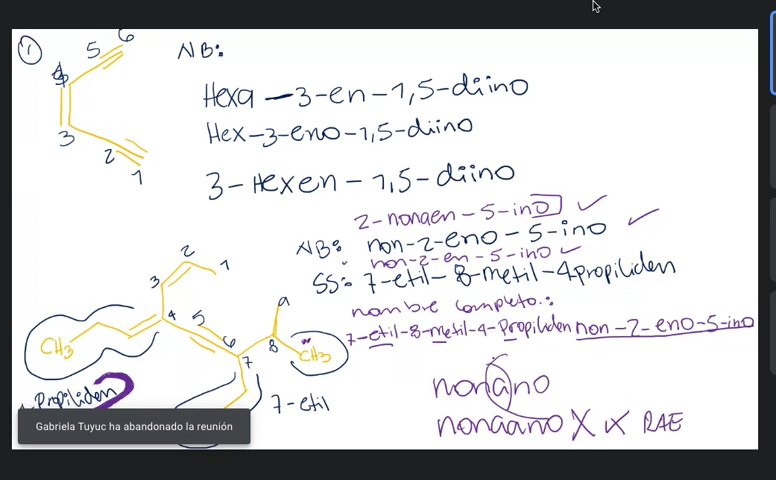 1
6
5
4
3
2
1
NB:
Hexa-3-en-1,5-diino
Hex-3-eno-1,5-diino
3-Hexen-1,5-diino
2-nonaen-5-ino
NB: non-2-eno-5-ino
non-2-en-5-ino
SS: 7-etil-8-metil-4propiliden
nombre completo:
7-etil-8-metil-4-Propiliden non-2-eno-5-ino
2
1
3
4
5
6
7
8
9
CH3
CH3
Propiliden
7-etil
nonano
nonaano X RAE
Gabriela Tuyuc ha abandonado la reunión